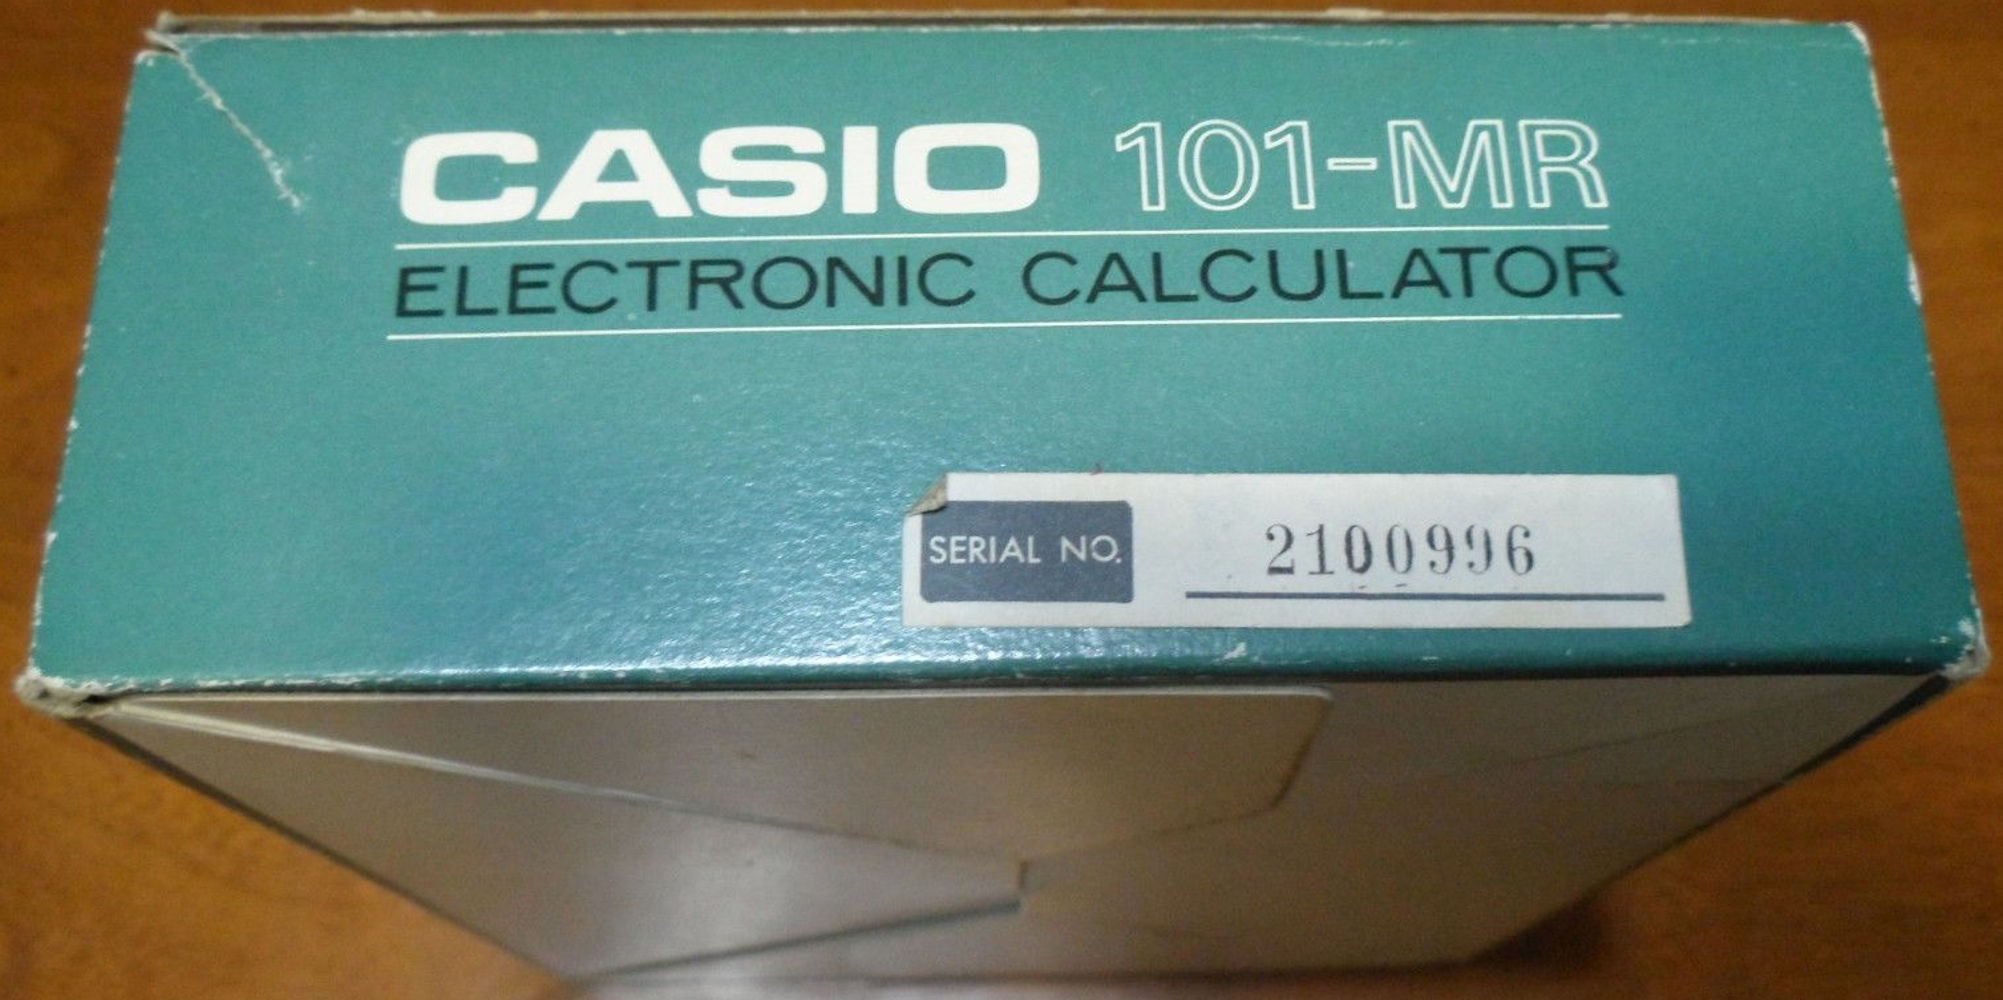 CASIO 101-MR
ELECTRONIC CALCULATOR
SERIAL NO. 2100996